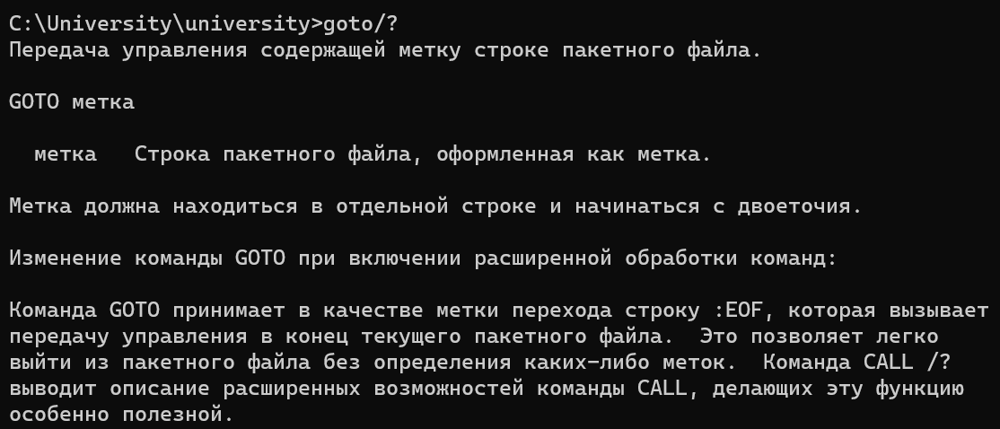 C:\University\university>goto/?
Передача управления содержащей метку строке пакетного файла.
GOTO метка
метка   Строка пакетного файла, оформленная как метка.
Метка должна находиться в отдельной строке и начинаться с двоеточия.
Изменение команды GOTO при включении расширенной обработки команд:
Команда GOTO принимает в качестве метки перехода строку :EOF, которая вызывает
передачу управления в конец текущего пакетного файла.  Это позволяет легко
выйти из пакетного файла без определения каких-либо меток.  Команда CALL /?
выводит описание расширенных возможностей команды CALL, делающих эту функцию
особенно полезной.